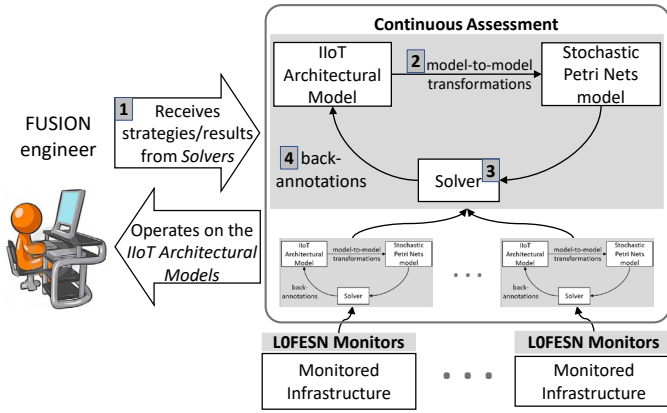 Continuous Assessment
IIoT
Architectural
Model
2 model-to-model
transformations
Stochastic
Petri Nets
model
4 back-
annotations
Solver 3
FUSION
engineer
1 Receives
strategies/results
from Solvers
Operates on the
IIoT Architectural
Models
IIoT
Architectural
Model
model-to-model
transformations
Stochastic
Petri Nets
model
back-
annotations
Solver
IIoT
Architectural
Model
model-to-model
transformations
Stochastic
Petri Nets
model
back-
annotations
Solver
L0FESN Monitors
Monitored
Infrastructure
L0FESN Monitors
Monitored
Infrastructure